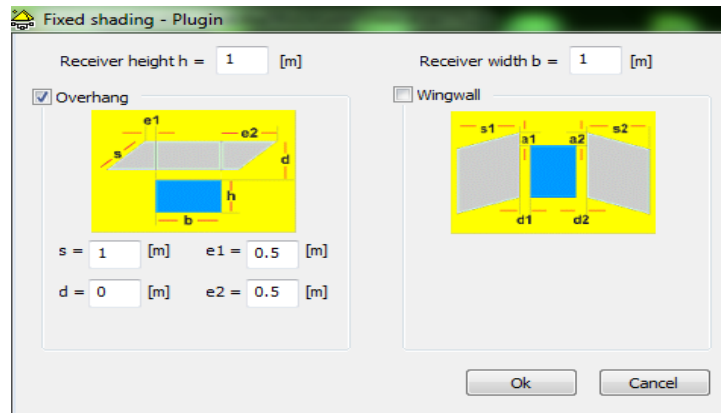 Fixed shading - Plugin
Receiver height h = 1 [m]
Receiver width b = 1 [m]
Overhang
e1
e2
s
d
h
b
s = 1 [m] e1 = 0.5 [m]
d = 0 [m] e2 = 0.5 [m]
Wingwall
s1 a1 a2 s2
d1 d2
Ok
Cancel